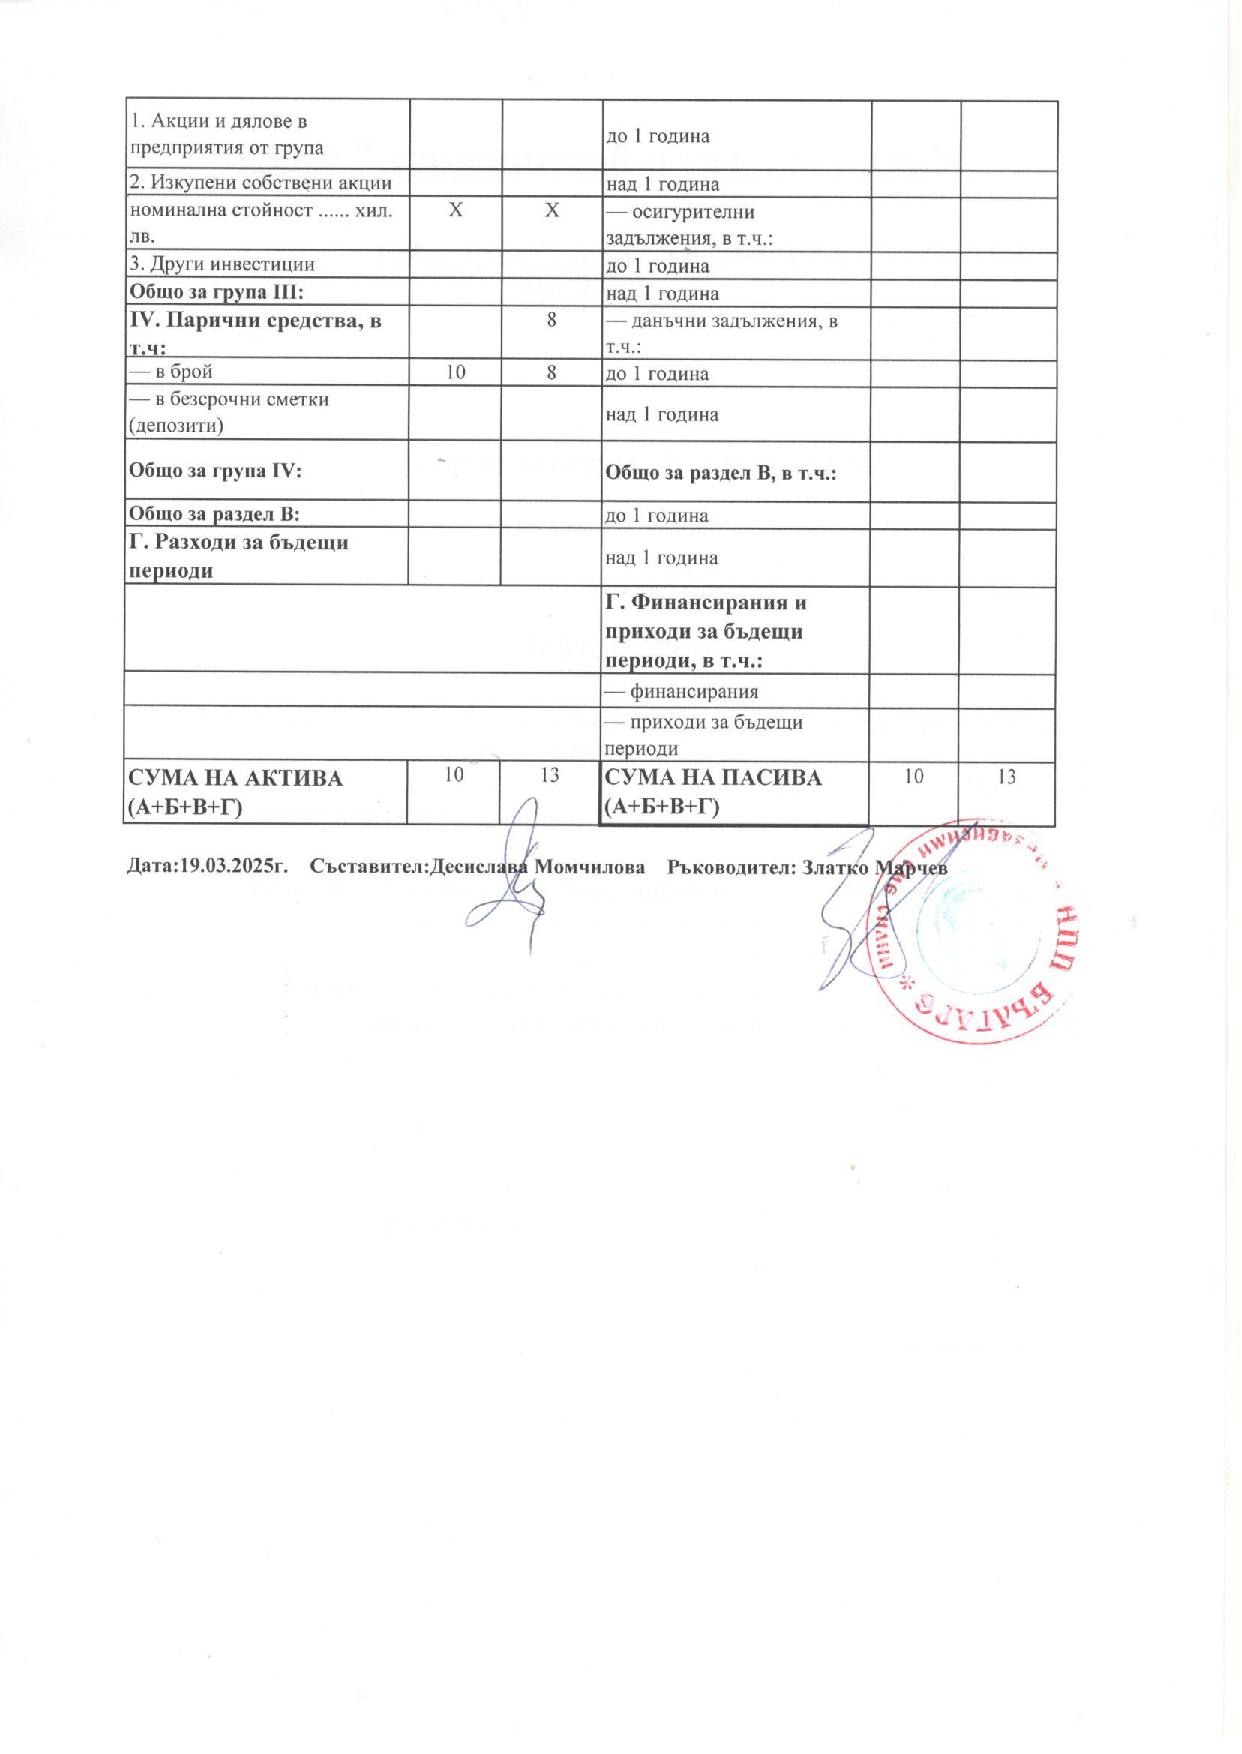 1. Акции и дялове в
предприятия от група
до 1 година
2. Изкупени собствени акции
над 1 година
номинална стойност ...... хил.
лв.
X
X
— осигурителни
задължения, в т.ч.:
3. Други инвестиции
до 1 година
Общо за група III:
над 1 година
IV. Парични средства, в
т.ч:
8
— данъчни задължения, в
т.ч.:
— в брой
10
8
до 1 година
— в безсрочни сметки
(депозити)
над 1 година
Общо за група IV:
Общо за раздел В, в т.ч.:
Общо за раздел В:
до 1 година
Г. Разходи за бъдещи
периоди
над 1 година
Г. Финансирания и
приходи за бъдещи
периоди, в т.ч.:
— финансирания
— приходи за бъдещи
периоди
СУМА НА АКТИВА
(А+Б+В+Г)
10
13
СУМА НА ПАСИВА
(А+Б+В+Г)
10
13
Дата:19.03.2025г. Съставител:Десислава Момчилова Ръководител: Златко Марчев